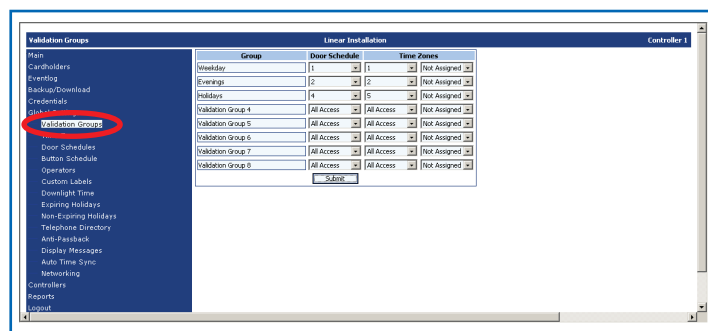 Validation Groups Linear Installation Controller 1
Main
Cardholders
Eventlog
Backup/Download
Credentials
Validation Groups
Door Schedules
Button Schedule
Operators
Custom Labels
Downlight Time
Expiring Holidays
Non-Expiring Holidays
Telephone Directory
Anti-Passback
Display Messages
Auto Time Sync
Networking
Controllers
Reports
Logout
Group Door Schedule Time Zones
Weekday 1 1 Not Assigned
Evenings 2 2 Not Assigned
Holidays 4 5 Not Assigned
Validation Group 4 All Access All Access Not Assigned
Validation Group 5 All Access All Access Not Assigned
Validation Group 6 All Access All Access Not Assigned
Validation Group 7 All Access All Access Not Assigned
Validation Group 8 All Access All Access Not Assigned
Submit